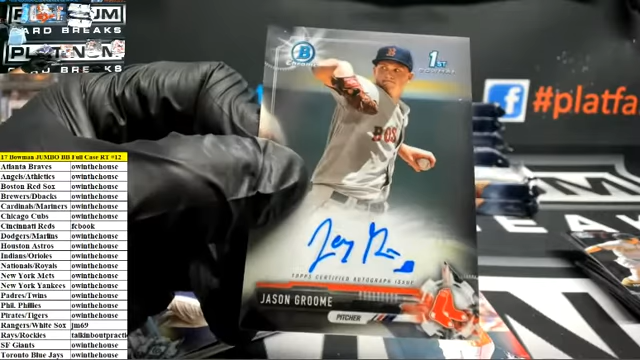 PLATINUM
CARD BREAKS
PLATINUM
CARD BREAKS
17 Bowman JUMBO BB Full Case RT #12
Atlanta Braves owinthehouse
Angels/Athletics owinthehouse
Boston Red Sox owinthehouse
Brewers/Dbacks owinthehouse
Cardinals/Mariners owinthehouse
Chicago Cubs owinthehouse
Cincinnati Reds fcbook
Dodgers/Marlins owinthehouse
Houston Astros owinthehouse
Indians/Orioles owinthehouse
Nationals/Royals owinthehouse
New York Mets owinthehouse
New York Yankees owinthehouse
Padres/Twins owinthehouse
Phil. Phillies owinthehouse
Pirates/Tigers owinthehouse
Rangers/White Sox jm69
Rays/Rockies talkinboutpractic
SF Giants owinthehouse
Toronto Blue Jays owinthehouse
B
Chrome
1ST
BOWMAN
BOS
TOPPS CERTIFIED AUTOGRAPH ISSUE
JASON GROOME
PITCHER
f #platfa